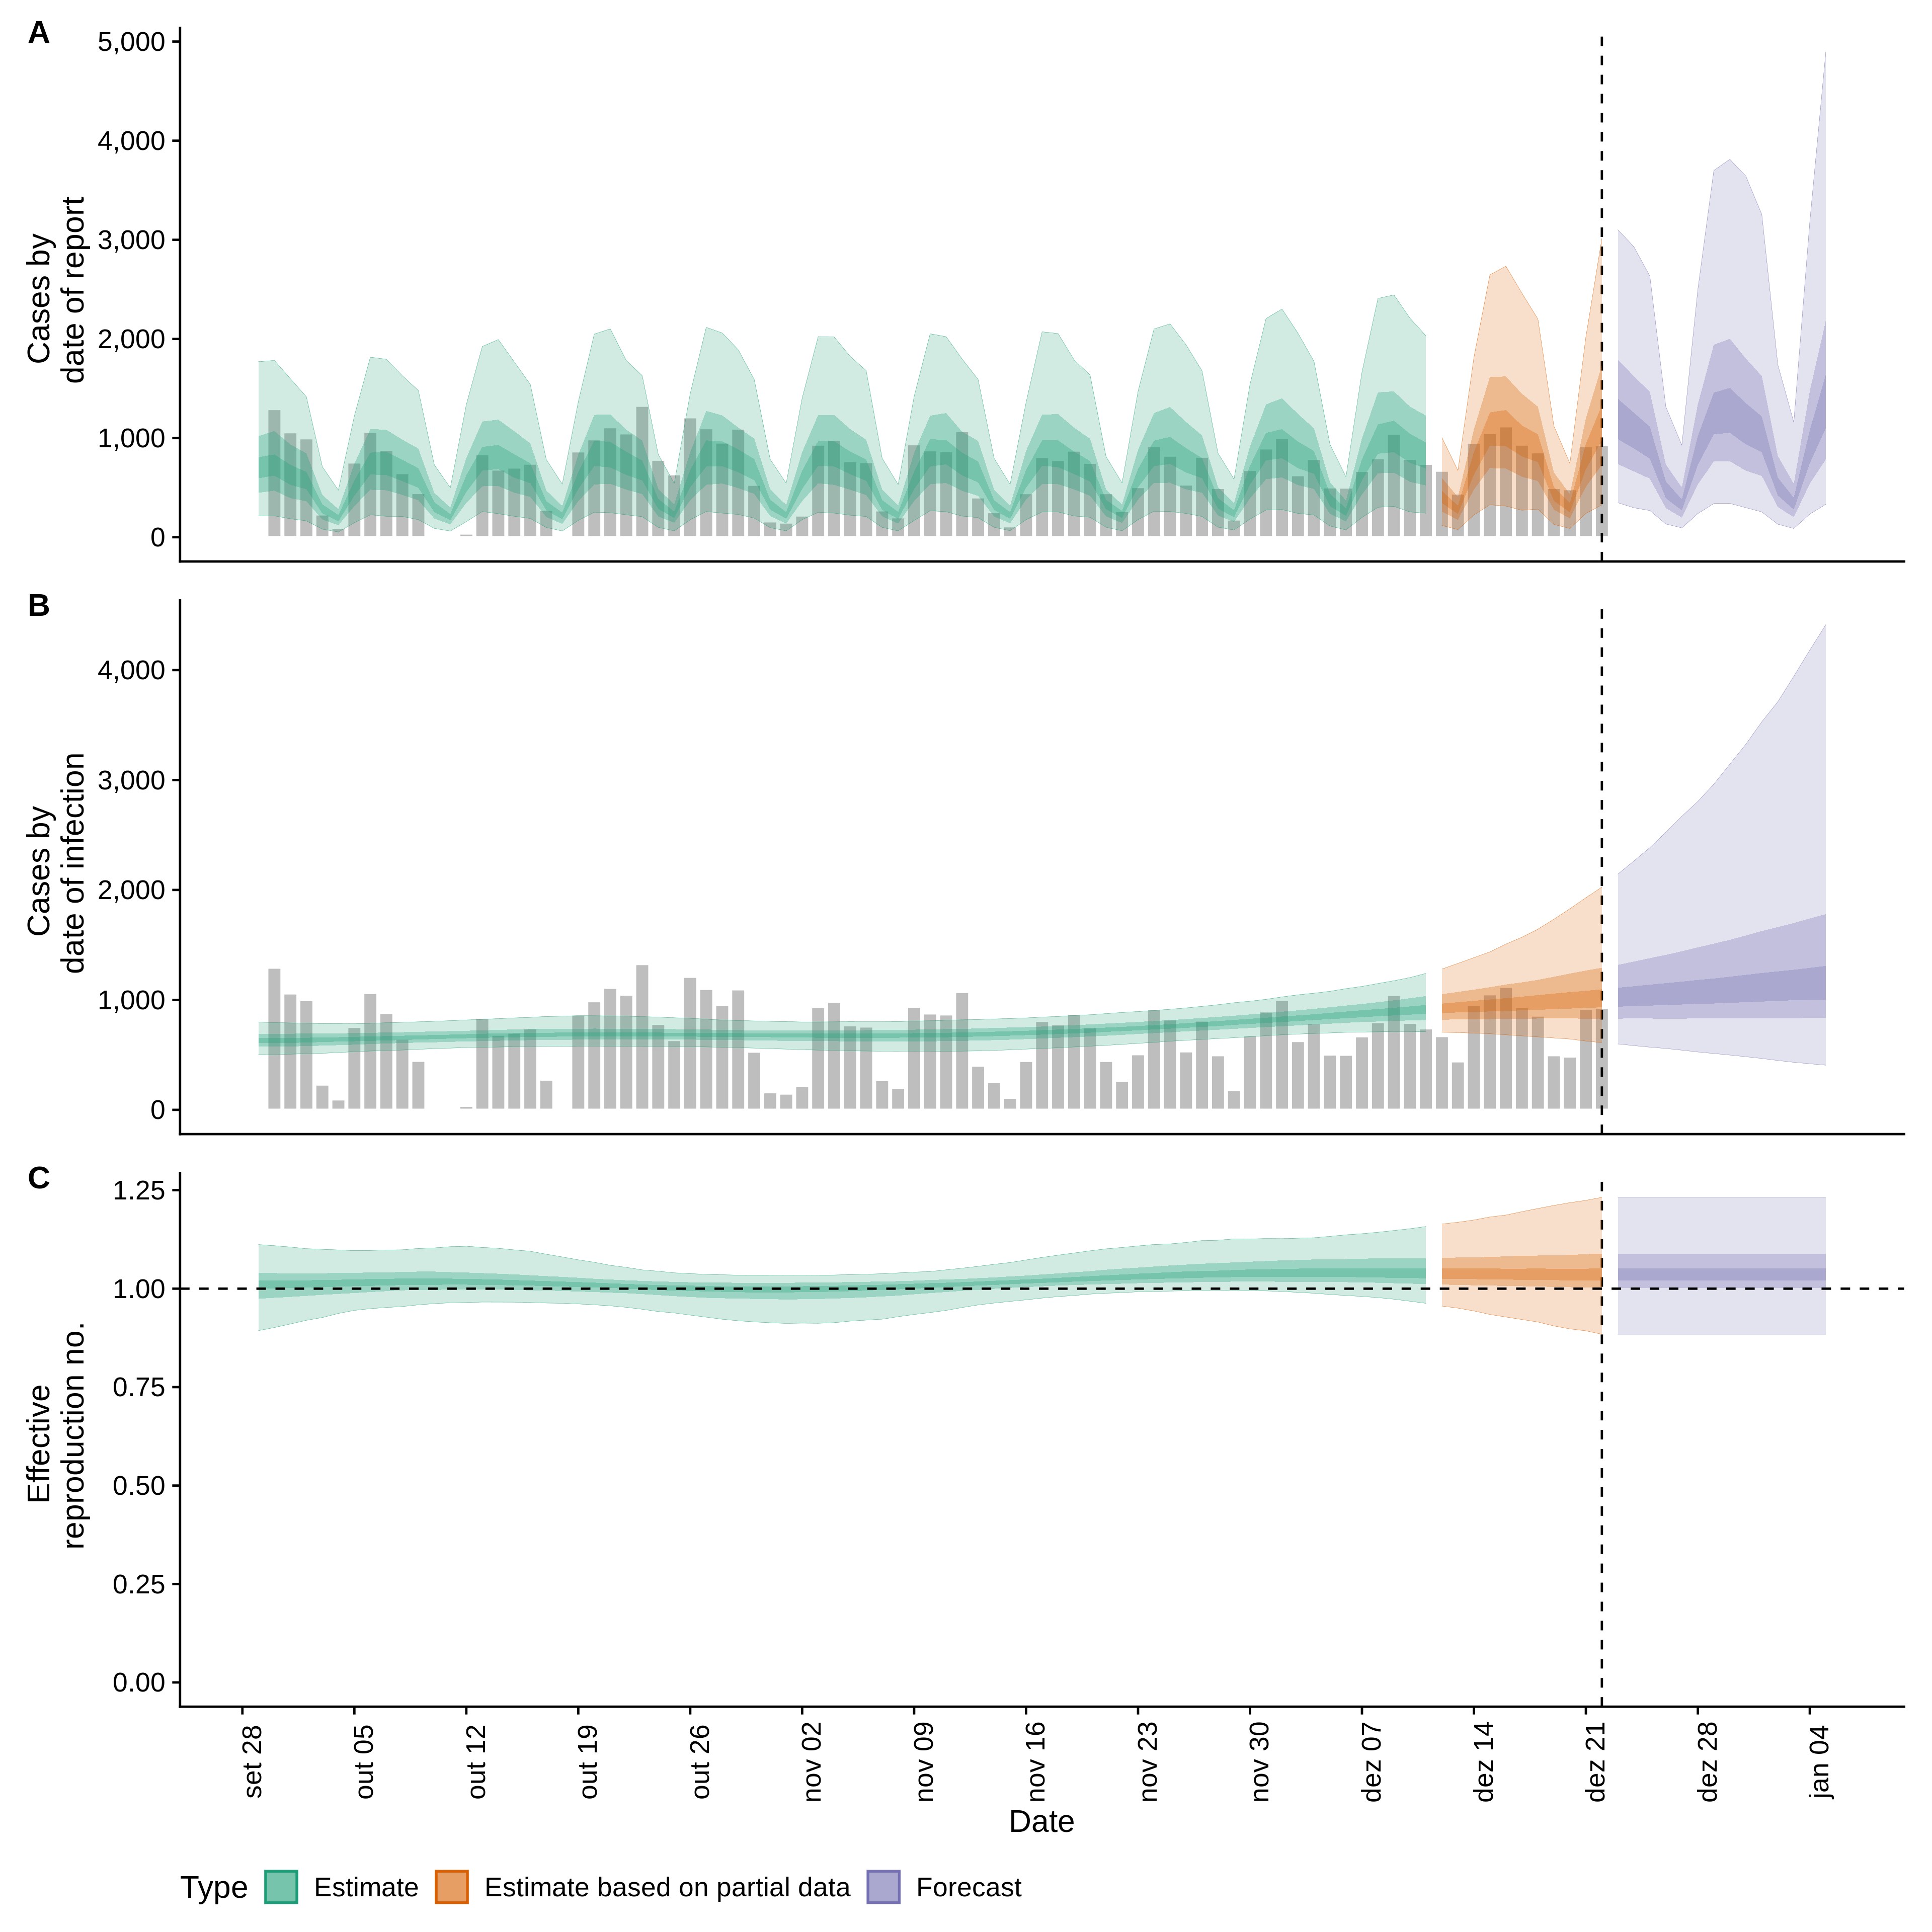 A
5,000
4,000
3,000
2,000
1,000
0
Cases by
date of report
B
4,000
3,000
2,000
1,000
0
Cases by
date of infection
C
1.25
1.00
0.75
0.50
0.25
0.00
Effective
reproduction no.
set 28
out 05
out 12
out 19
out 26
nov 02
nov 09
nov 16
nov 23
nov 30
dez 07
dez 14
dez 21
dez 28
jan 04
Date
Type Estimate Estimate based on partial data Forecast